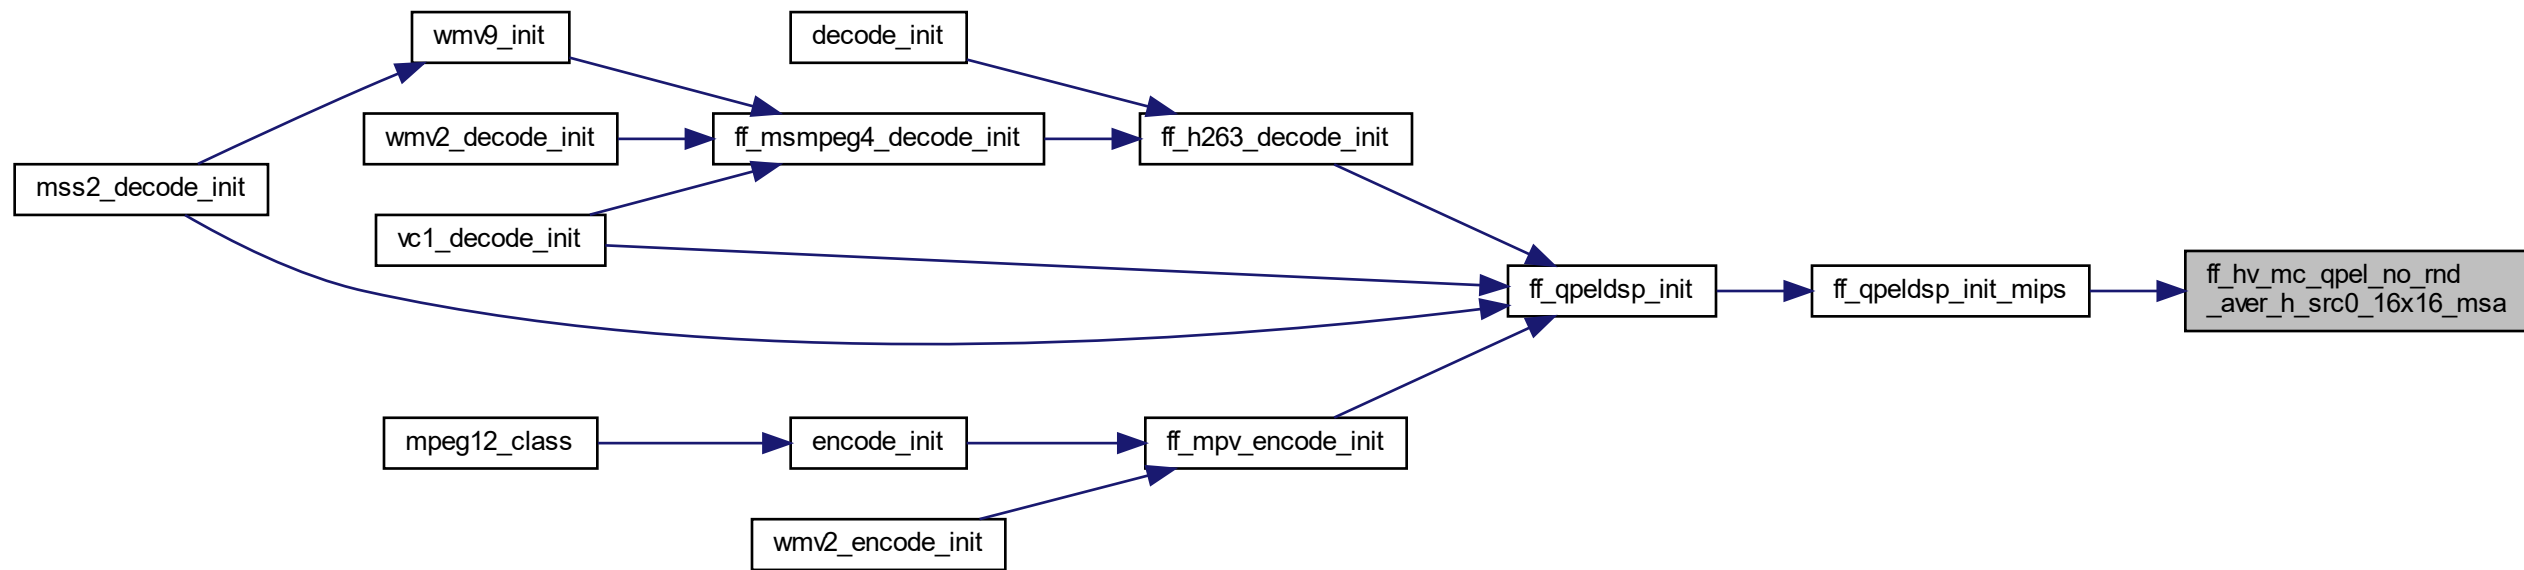 wmv9_init
decode_init
wmv2_decode_init
ff_msmpeg4_decode_init
ff_h263_decode_init
mss2_decode_init
vc1_decode_init
ff_qpeldsp_init
ff_qpeldsp_init_mips
ff_hv_mc_qpel_no_rnd
_aver_h_src0_16x16_msa
mpeg12_class
encode_init
ff_mpv_encode_init
wmv2_encode_init